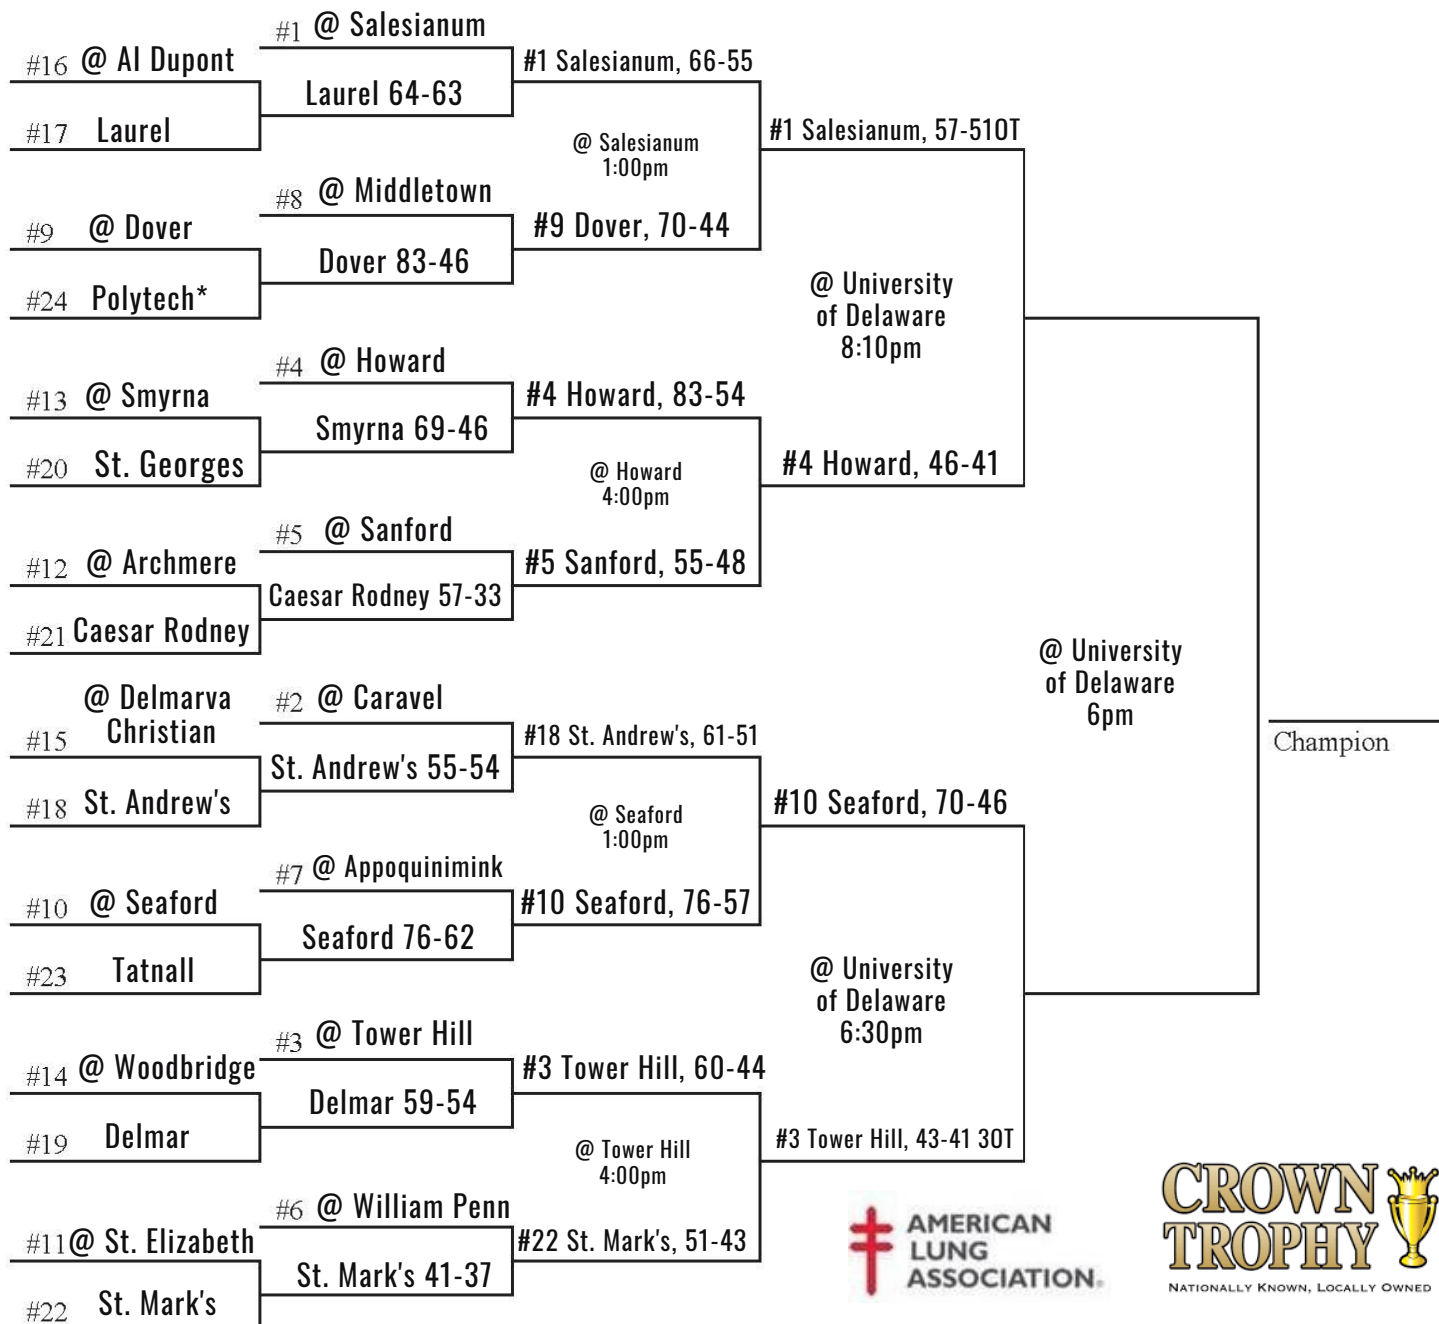 #1 @ Salesianum
#16 @ AI Dupont
#1 Salesianum, 66-55
Laurel 64-63
#17 Laurel
#1 Salesianum, 57-51OT
@ Salesianum
1:00pm
#8 @ Middletown
#9 @ Dover
#9 Dover, 70-44
Dover 83-46
#24 Polytech*
@ University
of Delaware
8:10pm
#4 @ Howard
#13 @ Smyrna
#4 Howard, 83-54
Smyrna 69-46
#20 St. Georges
#4 Howard, 46-41
@ Howard
4:00pm
#5 @ Sanford
#12 @ Archmere
#5 Sanford, 55-48
Caesar Rodney 57-33
#21 Caesar Rodney
@ University
of Delaware
6pm
Champion
@ Delmarva
Christian
#15
#2 @ Caravel
#18 St. Andrew's, 61-51
St. Andrew's 55-54
#18 St. Andrew's
#10 Seaford, 70-46
@ Seaford
1:00pm
#7 @ Appoquinimink
#10 @ Seaford
#10 Seaford, 76-57
Seaford 76-62
#23 Tatnall
@ University
of Delaware
6:30pm
#3 @ Tower Hill
#14 @ Woodbridge
#3 Tower Hill, 60-44
Delmar 59-54
#19 Delmar
#3 Tower Hill, 43-41 3OT
@ Tower Hill
4:00pm
#6 @ William Penn
#11 @ St. Elizabeth
#22 St. Mark's, 51-43
St. Mark's 41-37
#22 St. Mark's
AMERICAN
LUNG
ASSOCIATION®
CROWN
TROPHY
NATIONALLY KNOWN, LOCALLY OWNED